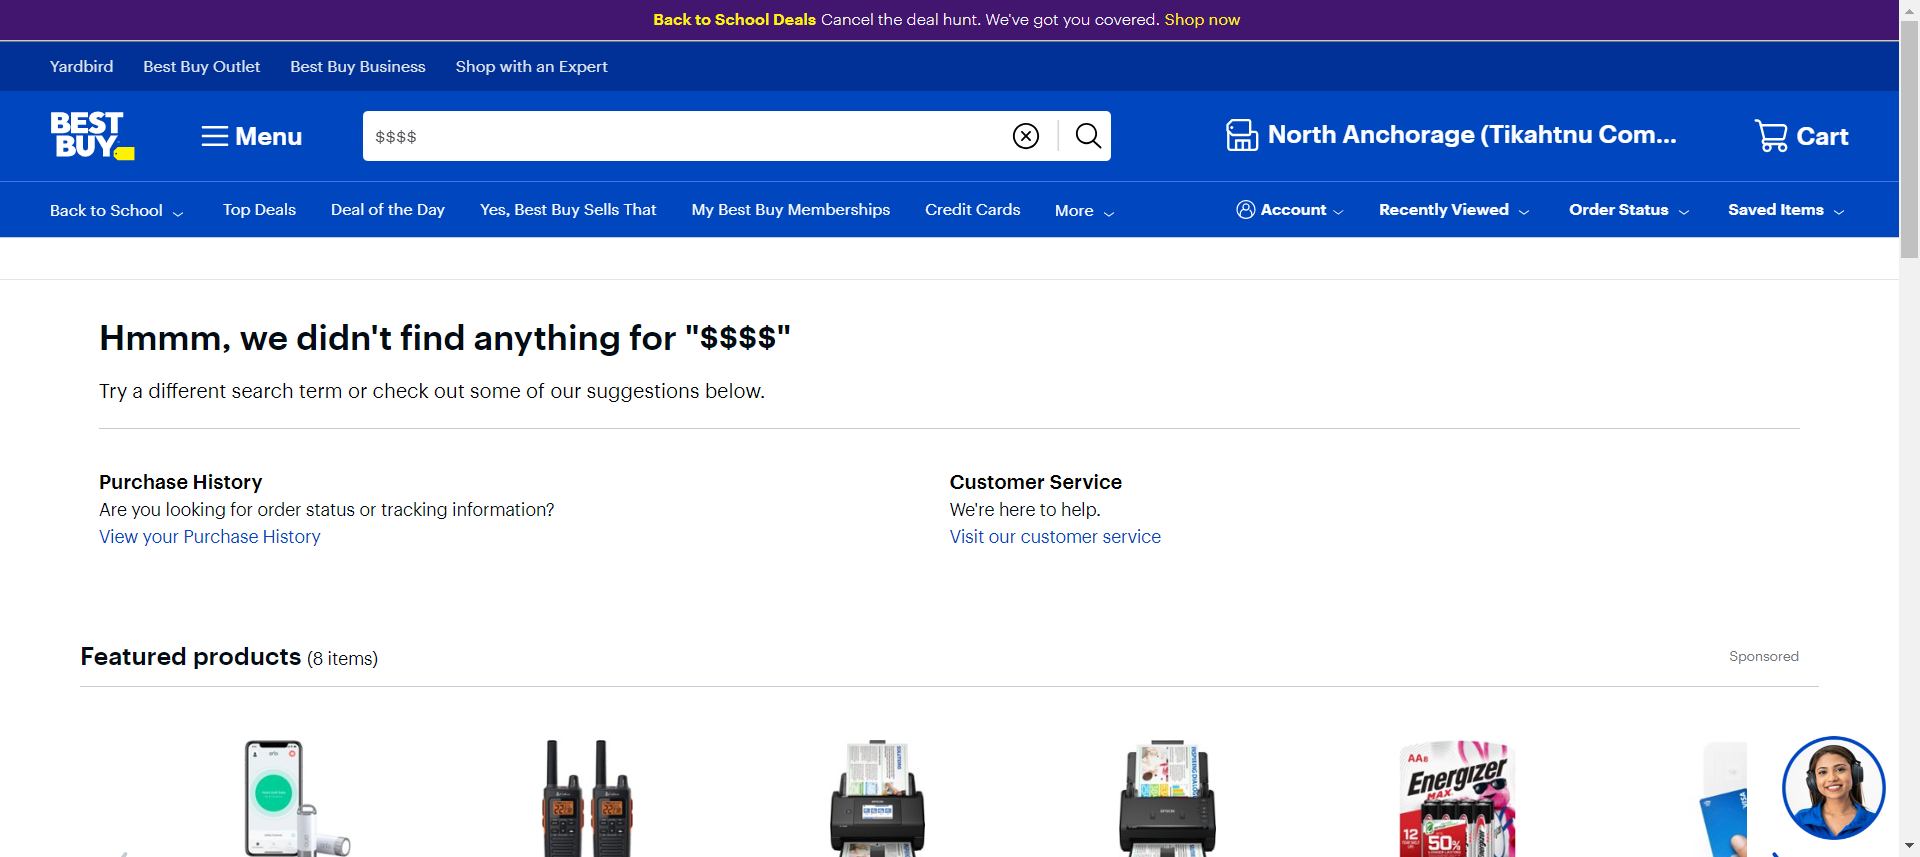 Back to School Deals Cancel the deal hunt. We've got you covered. Shop now
Yardbird Best Buy Outlet Best Buy Business Shop with an Expert
BEST
BUY
Menu
$$$$
North Anchorage (Tikahtnu Com...
Cart
Back to School Top Deals Deal of the Day Yes, Best Buy Sells That My Best Buy Memberships Credit Cards More Account Recently Viewed Order Status Saved Items
Hmmm, we didn't find anything for "$$$$"
Try a different search term or check out some of our suggestions below.
Purchase History
Are you looking for order status or tracking information?
View your Purchase History
Customer Service
We're here to help.
Visit our customer service
Featured products (8 items)
Sponsored
AA8
Energizer
MAX
12
50%